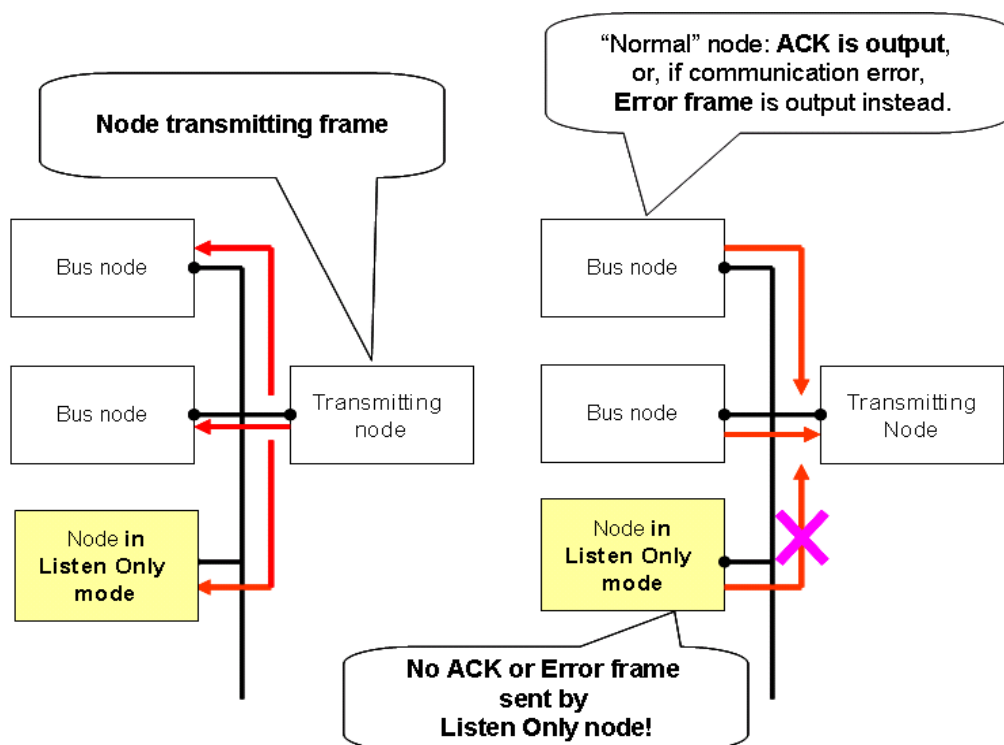 Node transmitting frame
Bus node
Bus node
Transmitting
node
Node in
Listen Only
mode
“Normal” node: ACK is output,
or, if communication error,
Error frame is output instead.
Bus node
Bus node
Transmitting
Node
Node in
Listen Only
mode
No ACK or Error frame
sent by
Listen Only node!